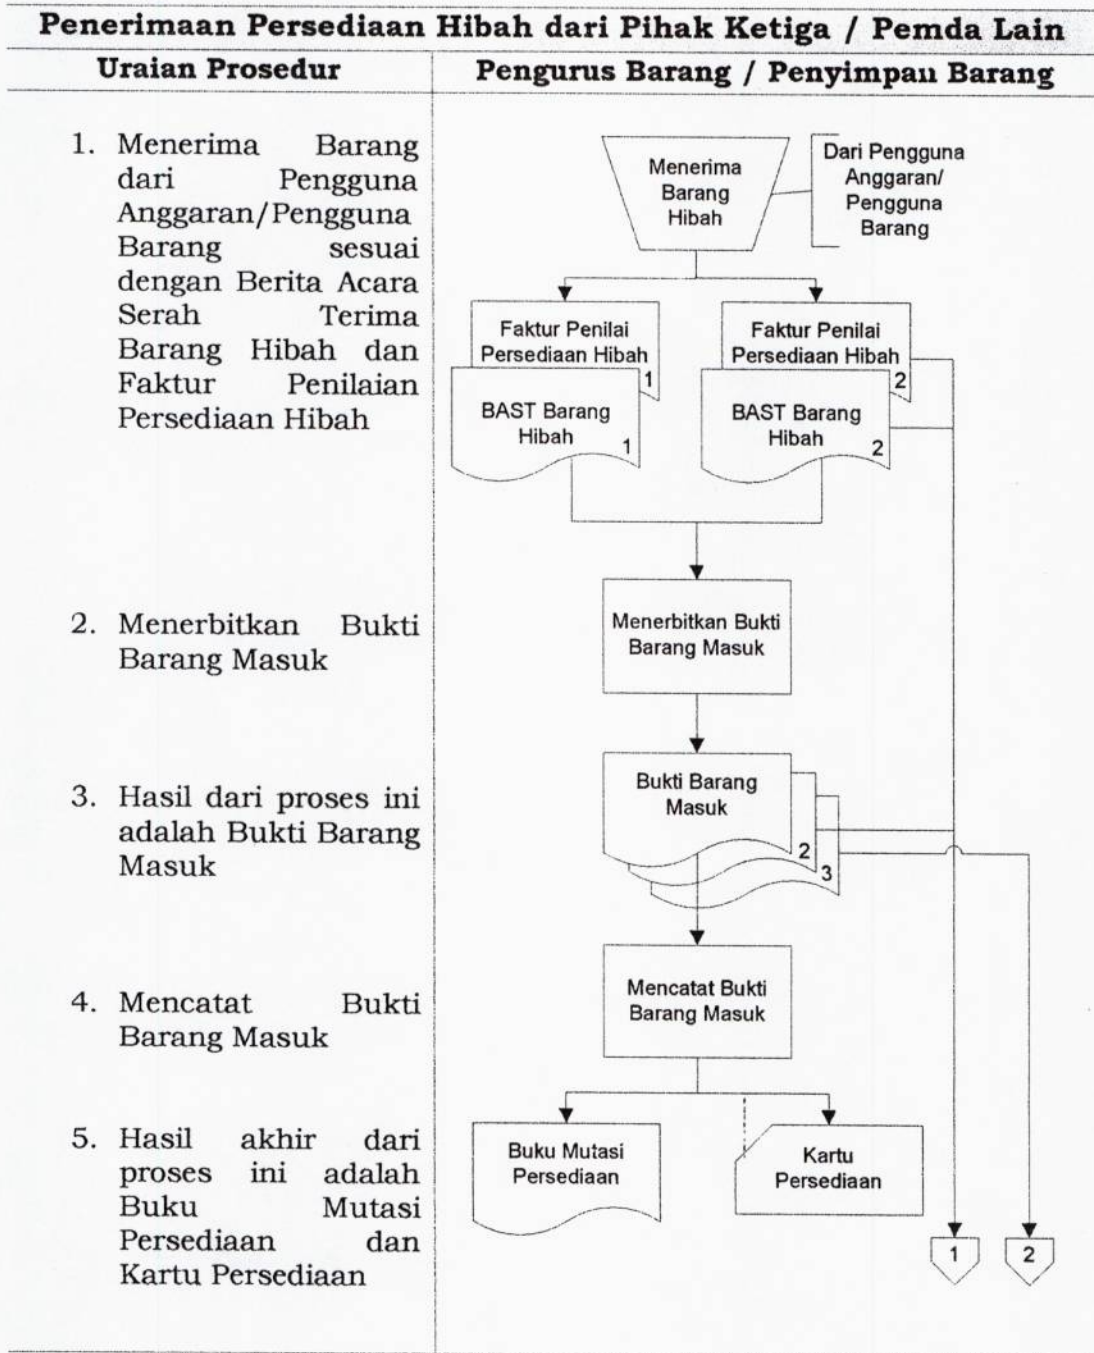 Penerimaan Persediaan Hibah dari Pihak Ketiga / Pemda Lain
Uraian Prosedur
Pengurus Barang / Penyimpan Barang
1. Menerima Barang
dari Pengguna
Anggaran/Pengguna
Barang sesuai
dengan Berita Acara
Serah Terima
Barang Hibah dan
Faktur Penilaian
Persediaan Hibah
2. Menerbitkan Bukti
Barang Masuk
3. Hasil dari proses ini
adalah Bukti Barang
Masuk
4. Mencatat Bukti
Barang Masuk
5. Hasil akhir dari
proses ini adalah
Buku Mutasi
Persediaan dan
Kartu Persediaan
Menerima
Barang
Hibah
Dari Pengguna
Anggaran/
Pengguna
Barang
Faktur Penilai
Persediaan Hibah
1
BAST Barang
Hibah
1
Faktur Penilai
Persediaan Hibah
2
BAST Barang
Hibah
2
Menerbitkan Bukti
Barang Masuk
Bukti Barang
Masuk
2
3
Mencatat Bukti
Barang Masuk
Buku Mutasi
Persediaan
Kartu
Persediaan
1
2